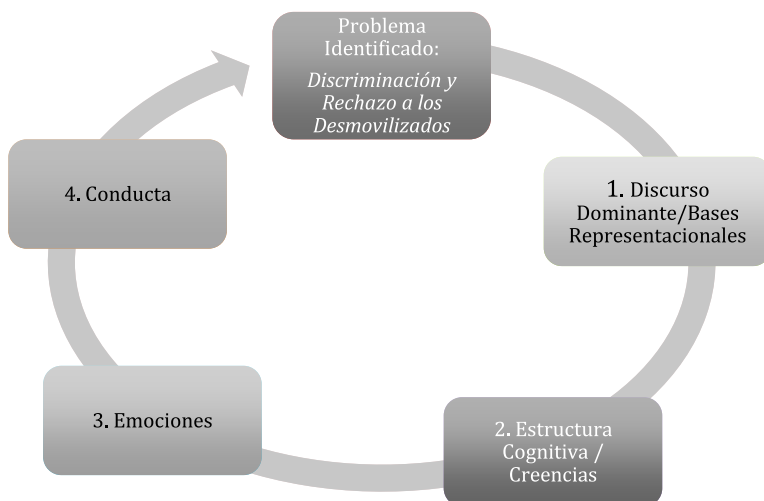 Problema
Identificado:
Discriminación y
Rechazo a los
Desmovilizados
1. Discurso
Dominante/Bases
Representacionales
2. Estructura
Cognitiva /
Creencias
3. Emociones
4. Conducta